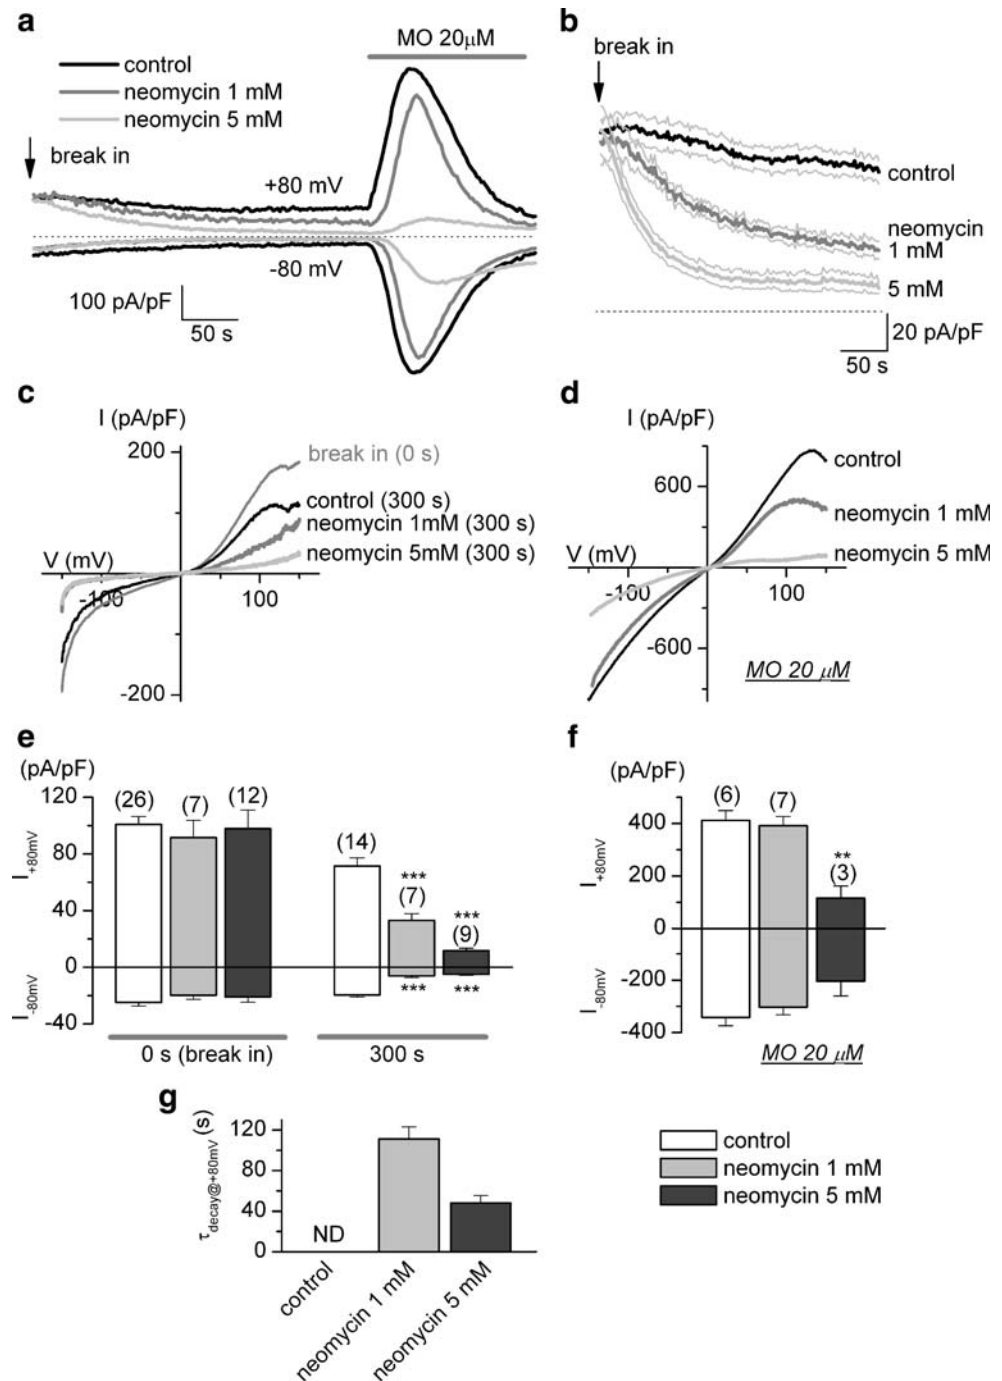 a
MO 20μM
control
neomycin 1 mM
neomycin 5 mM
break in
+80 mV
-80 mV
100 pA/pF
50 s
b
break in
control
neomycin
1 mM
5 mM
20 pA/pF
50 s
c
I (pA/pF)
200
break in (0 s)
control (300 s)
neomycin 1mM (300 s)
neomycin 5mM (300 s)
V (mV)
-100
100
-200
d
I (pA/pF)
600
control
neomycin 1 mM
neomycin 5 mM
V (mV)
-100
100
-600
MO 20 μM
e
(pA/pF)
120
80
40
0
-40
I+80mV
I-80mV
(26)
(7)
(12)
(14)
***
(7)
***
(9)
***
***
0 s (break in)
300 s
f
(pA/pF)
400
200
0
-200
-400
I+80mV
I-80mV
(6)
(7)
**
(3)
MO 20 μM
g
τdecay@+80mV (s)
120
80
40
0
ND
control
neomycin 1 mM
neomycin 5 mM
control
neomycin 1 mM
neomycin 5 mM